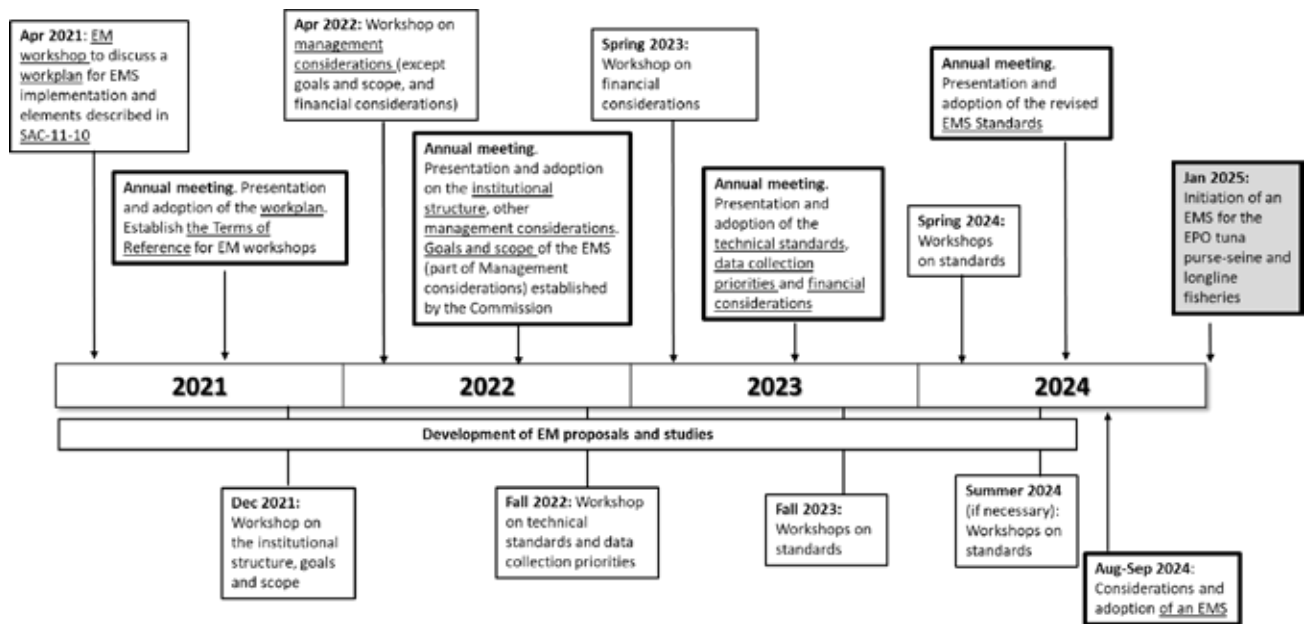 Apr 2021: EM
workshop to discuss a
workplan for EMS
implementation and
elements described in
SAC-11-10
Annual meeting. Presentation
and adoption of the workplan.
Establish the Terms of
Reference for EM workshops
Apr 2022: Workshop on
management
considerations (except
goals and scope, and
financial considerations)
Annual meeting.
Presentation and adoption
on the institutional
structure, other
management considerations.
Goals and scope of the EMS
(part of Management
considerations) established
by the Commission
Spring 2023:
Workshop on
financial
considerations
Annual meeting.
Presentation and
adoption of the
technical standards,
data collection
priorities and financial
considerations
Annual meeting.
Presentation and
adoption of the revised
EMS Standards
Spring 2024:
Workshops
on standards
Jan 2025:
Initiation of an
EMS for the
EPO tuna
purse-seine and
longline
fisheries
2021 2022 2023 2024
Development of EM proposals and studies
Dec 2021:
Workshop on
the institutional
structure, goals
and scope
Fall 2022: Workshop
on technical
standards and data
collection priorities
Fall 2023:
Workshops on
standards
Summer 2024
(if necessary):
Workshops on
standards
Aug-Sep 2024:
Considerations and
adoption of an EMS